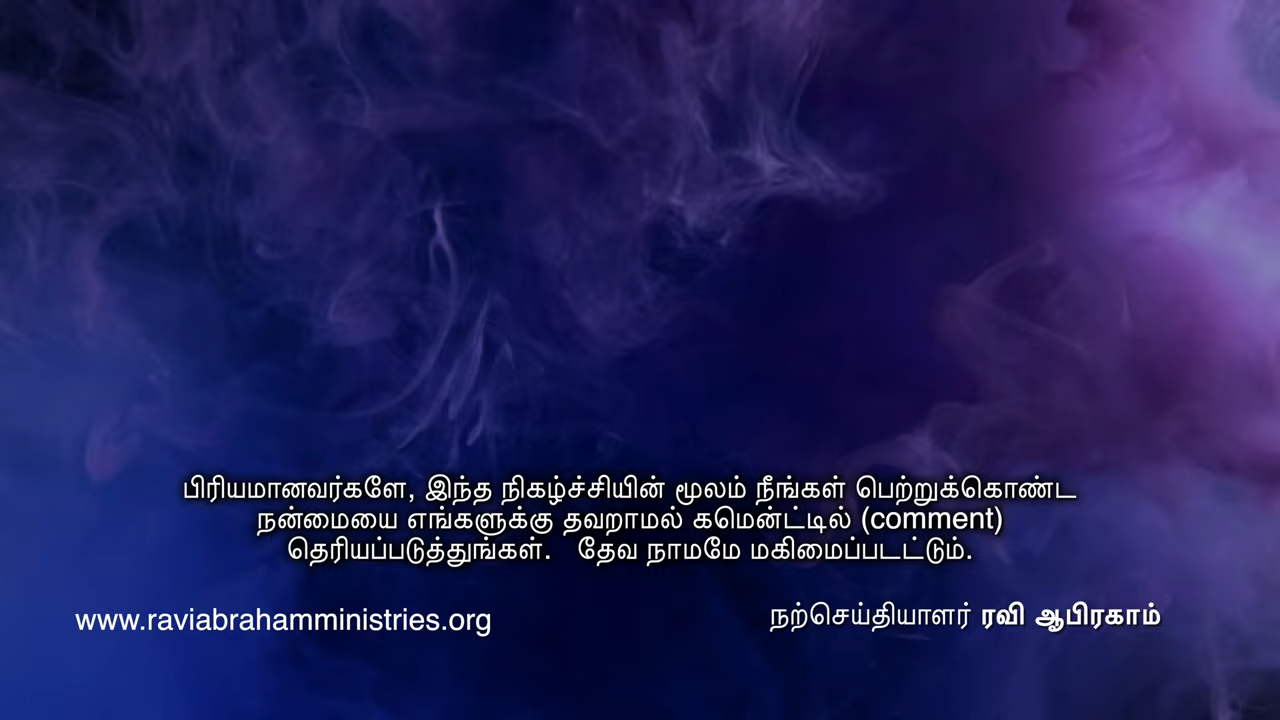 பிரியமானவர்களே, இந்த நிகழ்ச்சியின் மூலம் நீங்கள் பெற்றுக்கொண்ட
நன்மையை எங்களுக்கு தவறாமல் கமென்ட்டில் (comment)
தெரியப்படுத்துங்கள். தேவ நாமமே மகிமைப்படட்டும்.
www.raviabrahamministries.org
நற்செய்தியாளர் ரவி ஆபிரகாம்